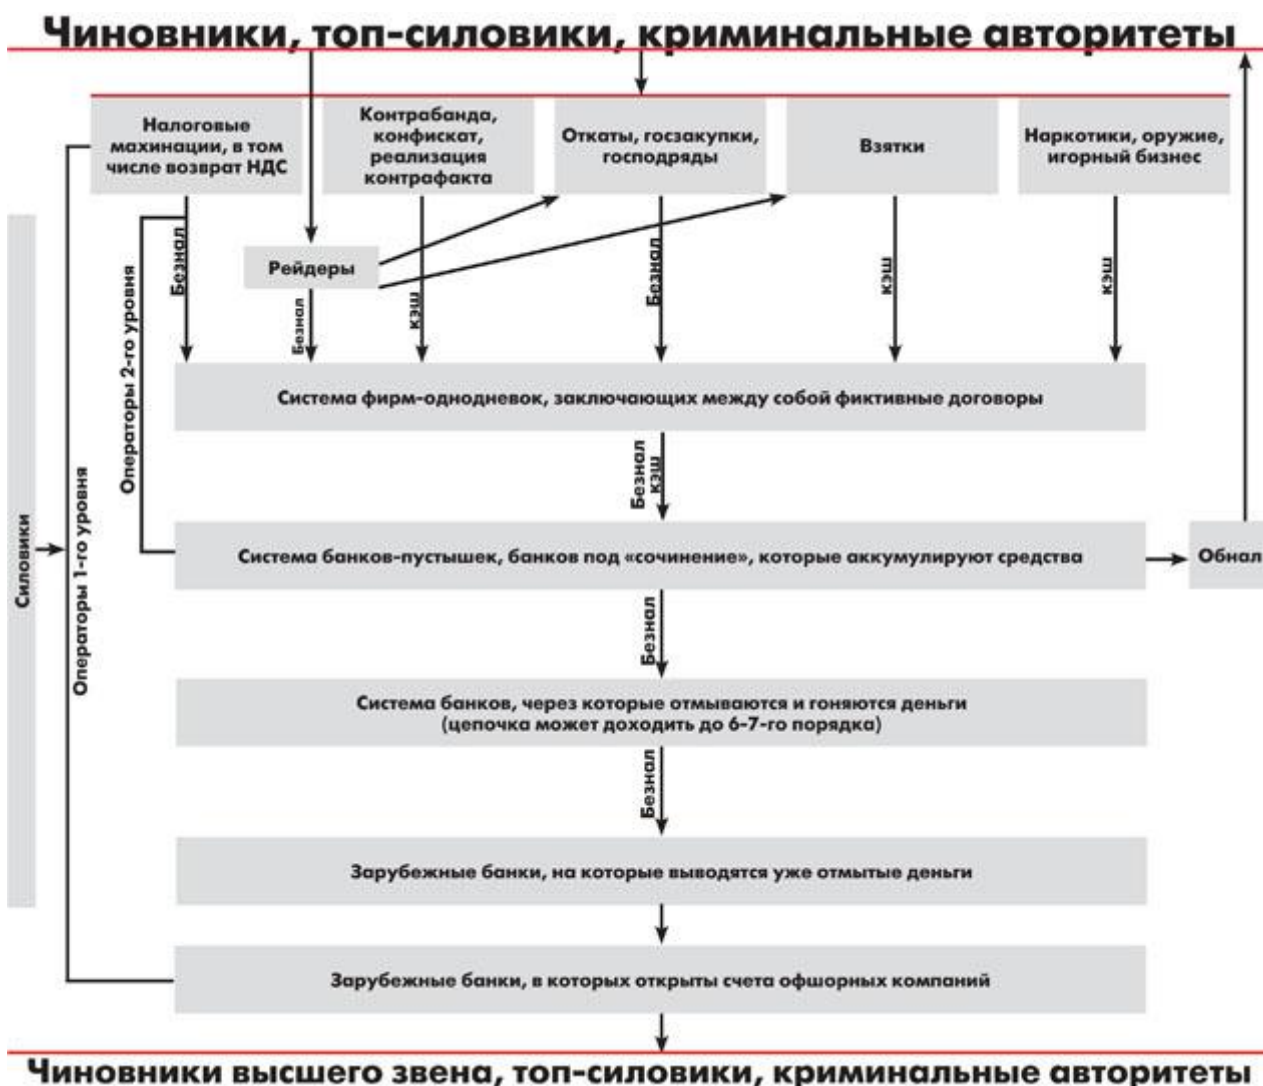 Чиновники, топ-силовики, криминальные авторитеты
Налоговые
махинации, в том
числе возврат НДС
Контрабанда,
конфискат,
реализация
контрафакта
Откаты, госзакупки,
господряды
Взятки
Наркотики, оружие,
игорный бизнес
Рейдеры
Безнал
Безнал
кэш
Безнал
кэш
кэш
Система фирм-однодневок, заключающих между собой фиктивные договоры
Безнал
кэш
Силовики
Операторы 1-го уровня
Операторы 2-го уровня
Система банков-пустышек, банков под «сочинение», которые аккумулируют средства
Обнал
Безнал
Система банков, через которые отмываются и гоняются деньги
(цепочка может доходить до 6-7-го порядка)
Безнал
Зарубежные банки, на которые выводятся уже отмытые деньги
Зарубежные банки, в которых открыты счета офшорных компаний
Чиновники высшего звена, топ-силовики, криминальные авторитеты